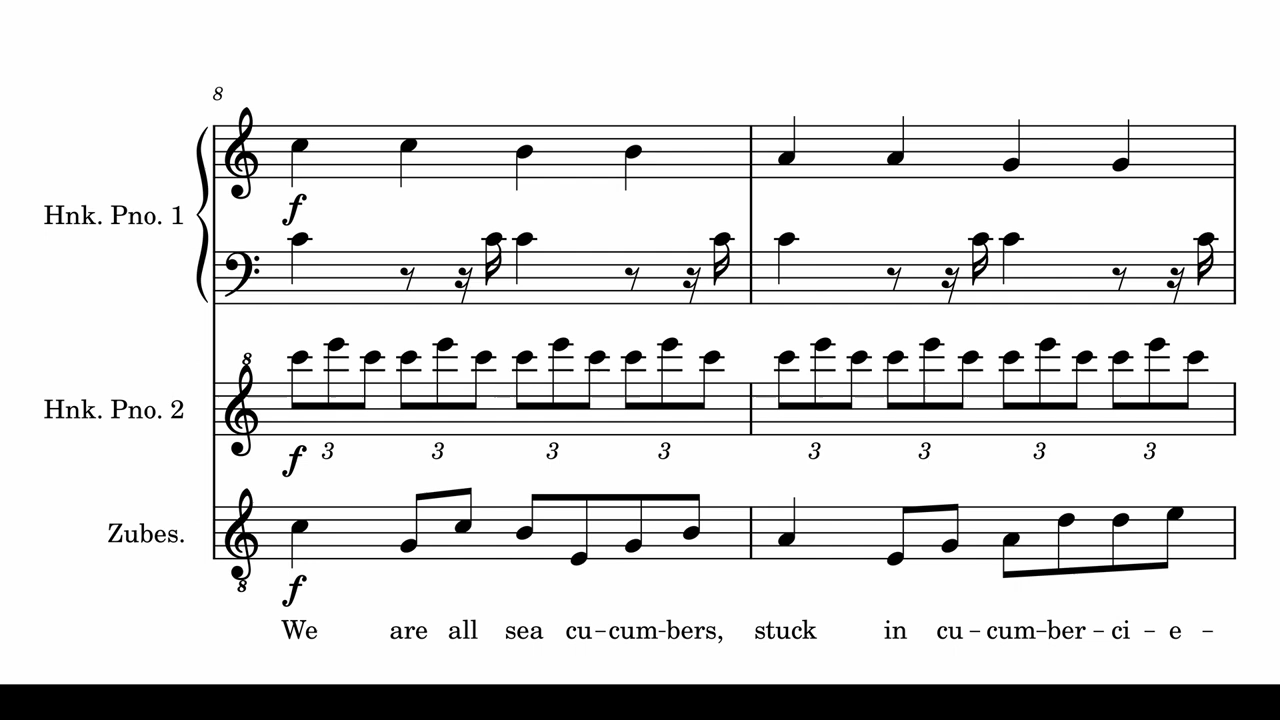 8
Hnk. Pno. 1
f
8
Hnk. Pno. 2
f 3 3 3 3 3 3 3 3
Zubes.
8
f
We are all sea cu–cum-bers, stuck in cu – cum–ber – ci – e –